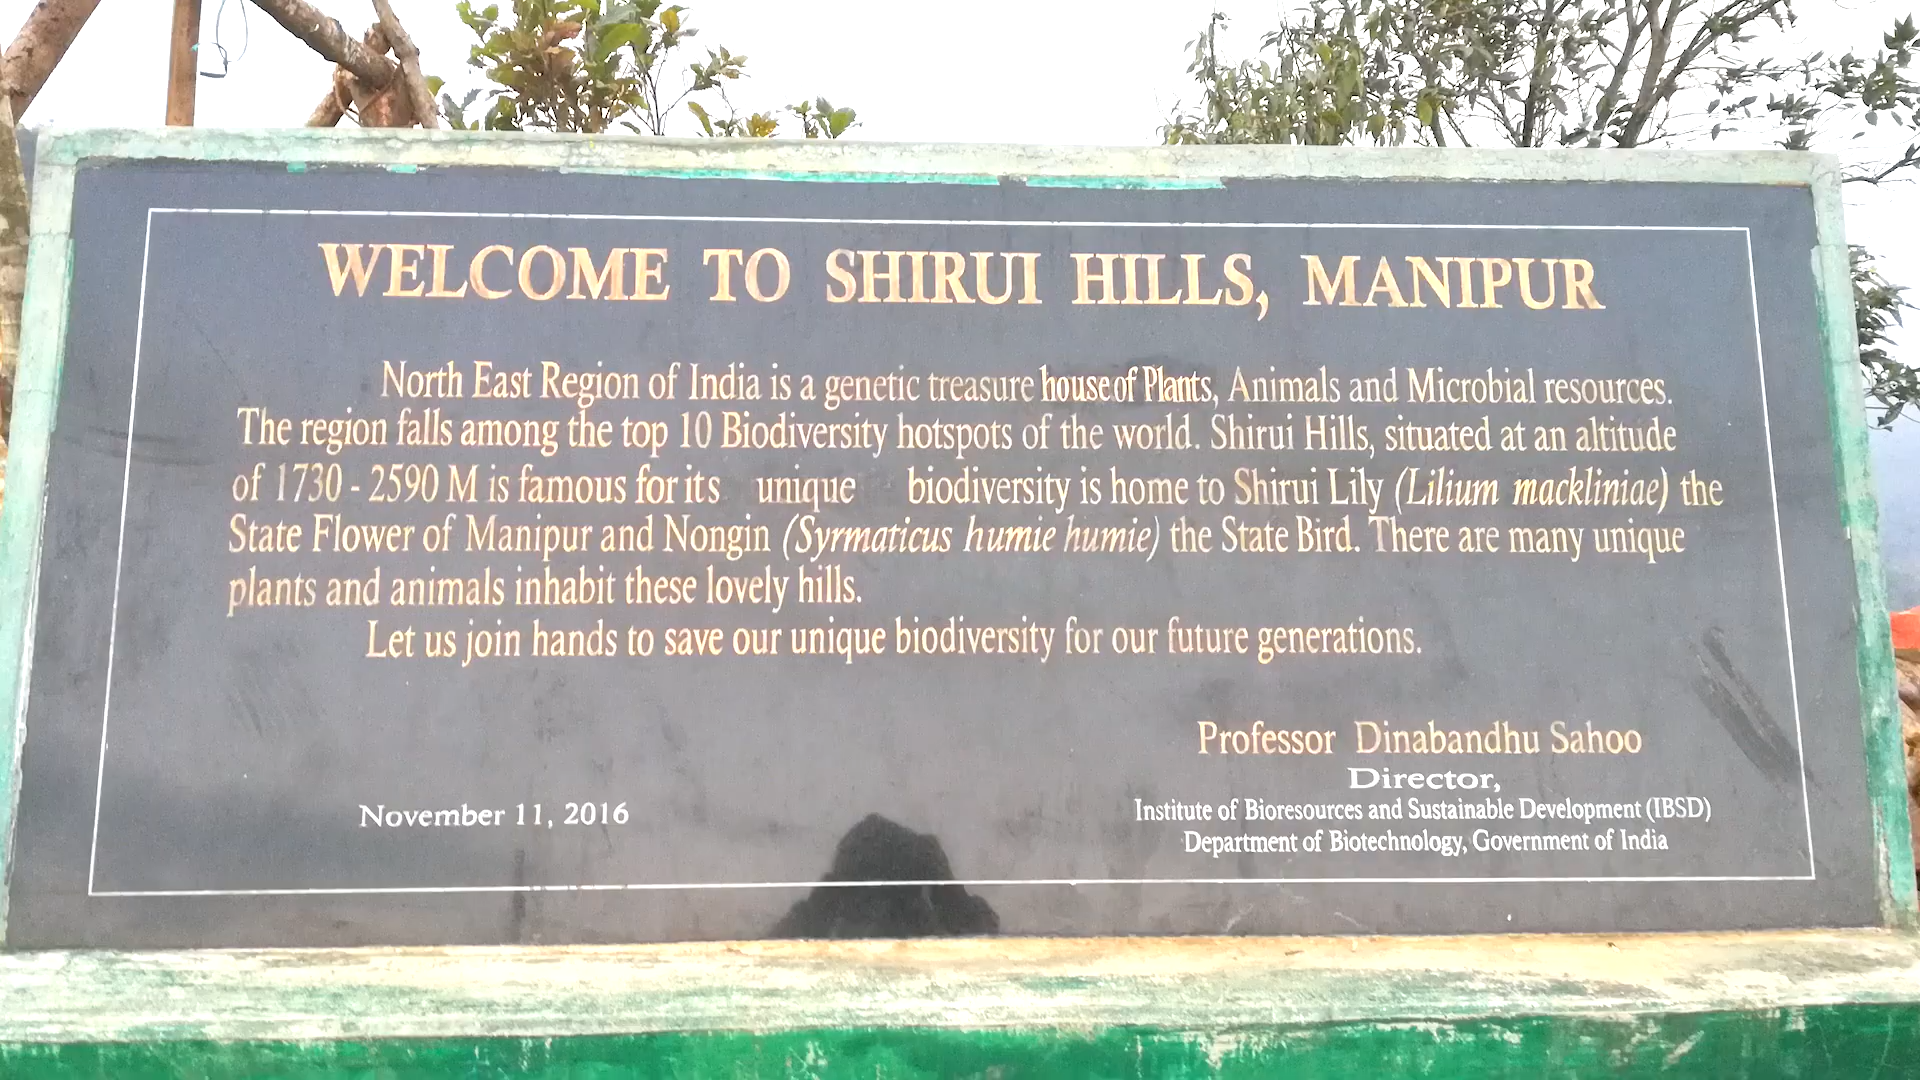 WELCOME TO SHIRUI HILLS, MANIPUR
North East Region of India is a genetic treasure house of Plants, Animals and Microbial resources.
The region falls among the top 10 Biodiversity hotspots of the world. Shirui Hills, situated at an altitude
of 1730 - 2590 M is famous for its unique biodiversity is home to Shirui Lily (Lilium mackliniae) the
State Flower of Manipur and Nongin (Syrmaticus humie humie) the State Bird. There are many unique
plants and animals inhabit these lovely hills.
Let us join hands to save our unique biodiversity for our future generations.
Professor Dinabandhu Sahoo
Director,
November 11, 2016
Institute of Bioresources and Sustainable Development (IBSD)
Department of Biotechnology, Government of India